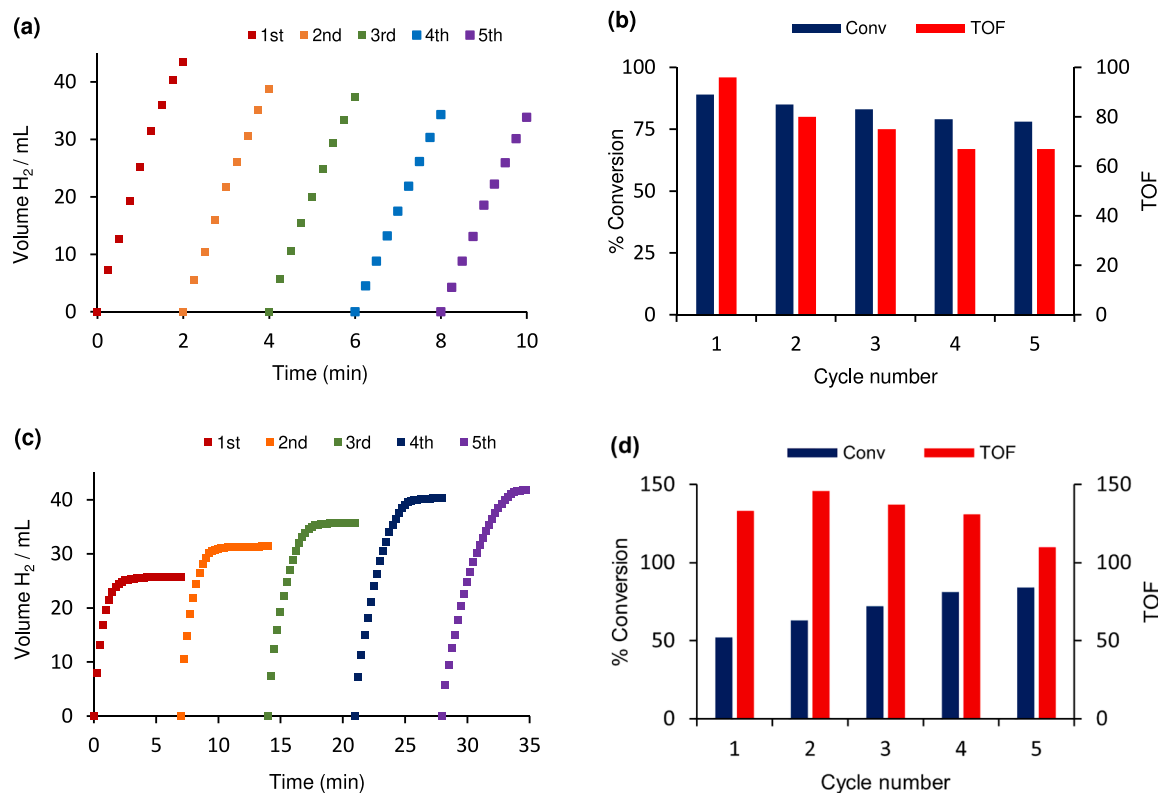 (a)
1st 2nd 3rd 4th 5th
Volume H₂ / mL
40
30
20
10
0
0 2 4 6 8 10
Time (min)
(b)
Conv TOF
% Conversion
100
75
50
25
0
TOF
100
80
60
40
20
0
1 2 3 4 5
Cycle number
(c)
1st 2nd 3rd 4th 5th
Volume H₂ / mL
40
30
20
10
0
0 5 10 15 20 25 30 35
Time (min)
(d)
Conv TOF
% Conversion
150
100
50
0
TOF
150
100
50
0
1 2 3 4 5
Cycle number